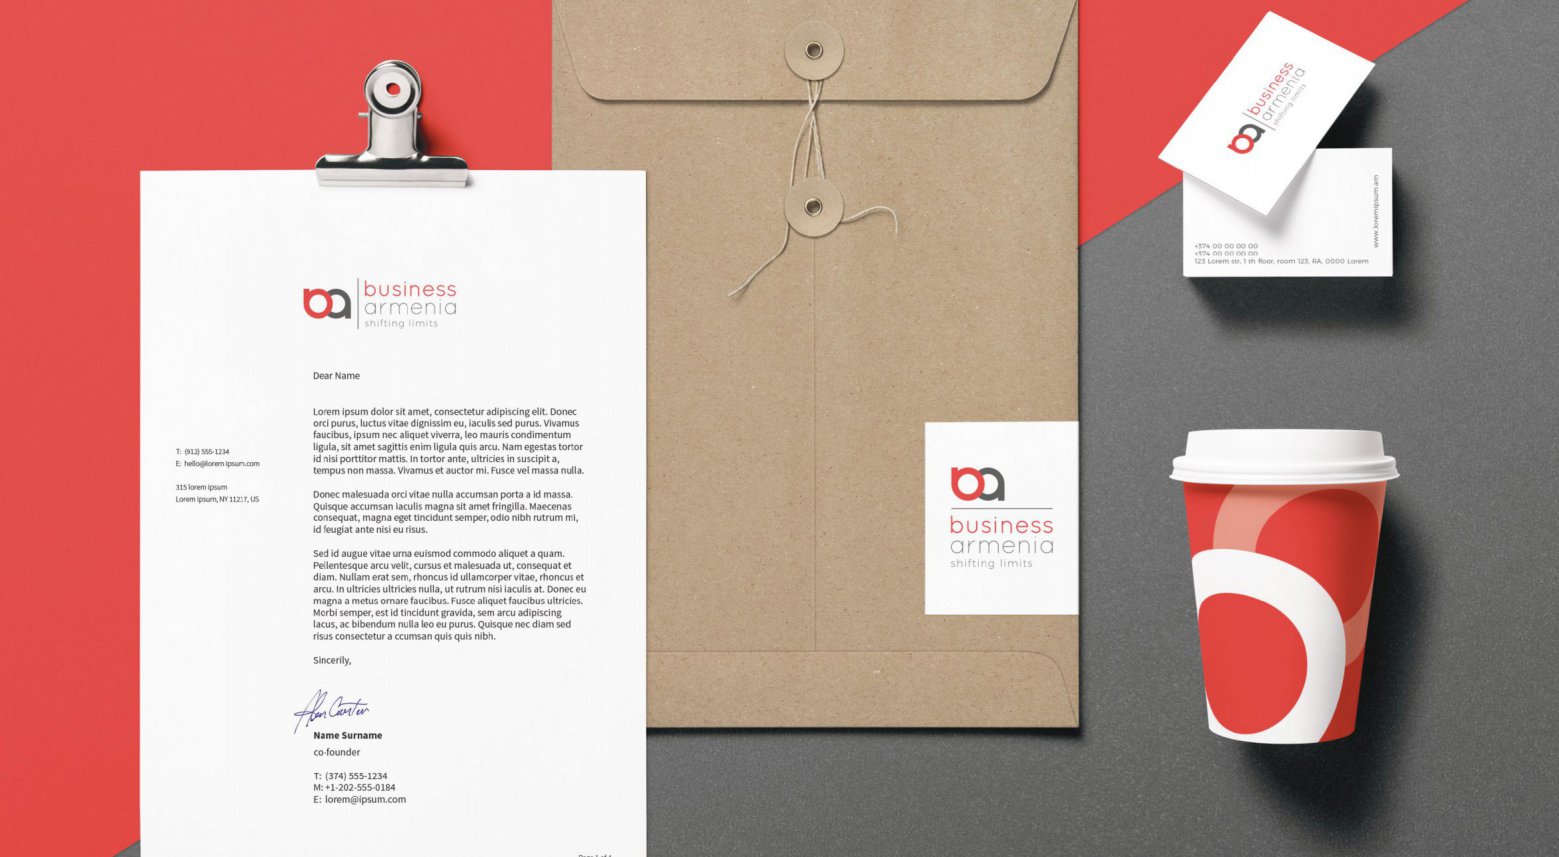 business
armenia
shifting limits
Dear Name
Lorem ipsum dolor sit amet, consectetur adipiscing elit. Donec
orci purus, luctus vitae dignissim eu, iaculis sed purus. Vivamus
faucibus, ipsum nec aliquet viverra, leo mauris condimentum
ligula, sit amet sagittis enim ligula quis arcu. Nam egestas tortor
id nisi porttitor mattis. In tortor ante, ultricies in suscipit a,
tempus non massa. Vivamus et auctor mi. Fusce vel massa nulla.
Donec malesuada orci vitae nulla accumsan porta a id massa.
Quisque accumsan iaculis magna sit amet fringilla. Maecenas
consequat, magna eget tincidunt semper, odio nibh rutrum mi,
id feugiat ante nisi eu risus.
Sed id augue vitae urna euismod commodo aliquet a quam.
Pellentesque arcu velit, cursus et malesuada ut, consequat et
diam. Nullam erat sem, rhoncus id ullamcorper vitae, rhoncus et
arcu. In ultricies ultricies nulla, ut rutrum nisi iaculis at. Donec eu
magna a metus ornare faucibus. Fusce aliquet faucibus ultricies.
Morbi semper, est id tincidunt gravida, sem arcu adipiscing
lacus, ac bibendum nulla leo eu purus. Quisque nec diam sed
risus consectetur a ccumsan quis quis nibh.
Sincerily,
Name Surname
co-founder
T: (374) 555-1234
M: +1-202-555-0184
E: lorem@ipsum.com
T: (912) 555-1234
E: hello@lorem ipsum.com
315 lorem ipsum
Lorem ipsum, NY 11217, US
ba
business
armenia
shifting limits
ba
business
armenia
shifting limits
ba
www.loremipsum.am
+374 00 00 00 00
+374 00 00 00 00
123 Lorem str, 1 th floor, room 123, RA, 0000 Lorem